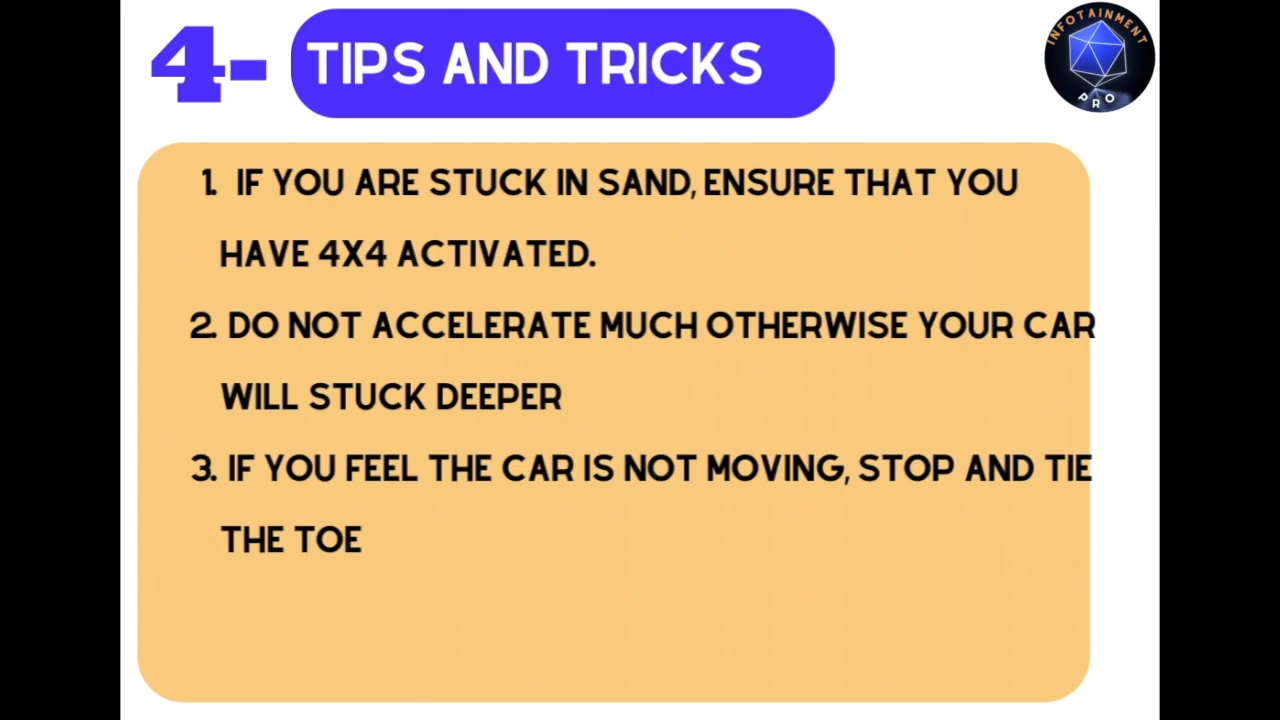 4- TIPS AND TRICKS
INFOTAINMENT
PRO
1. IF YOU ARE STUCK IN SAND, ENSURE THAT YOU
HAVE 4X4 ACTIVATED.
2. DO NOT ACCELERATE MUCH OTHERWISE YOUR CAR
WILL STUCK DEEPER
3. IF YOU FEEL THE CAR IS NOT MOVING, STOP AND TIE
THE TOE